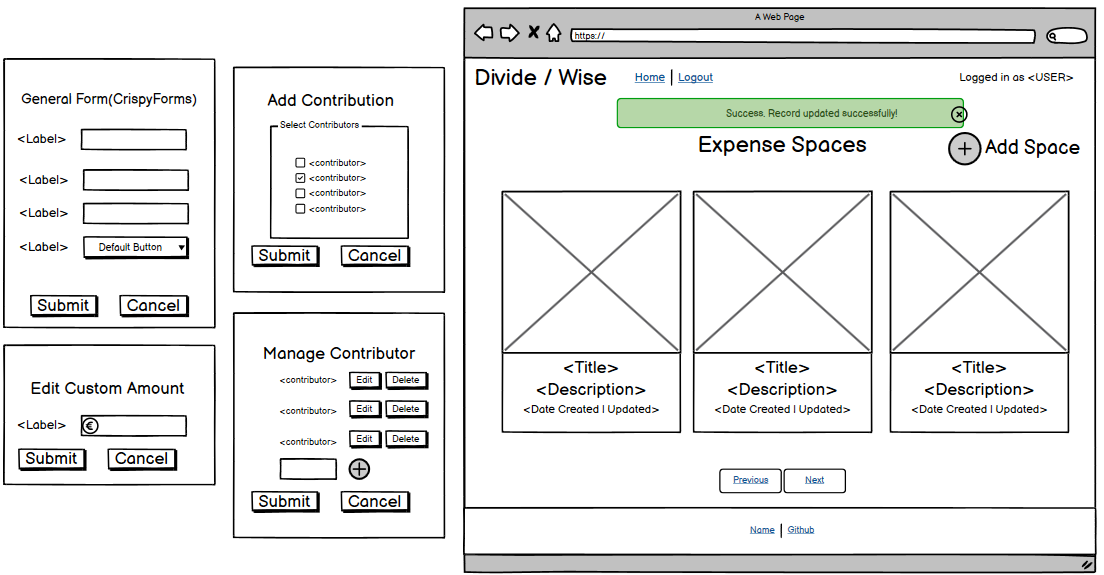 General Form(CrispyForms)
<Label>
<Label>
<Label>
<Label> Default Button
Submit Cancel
Edit Custom Amount
<Label> €
Submit Cancel
Add Contribution
Select Contributors
<contributor>
<contributor>
<contributor>
<contributor>
Submit Cancel
Manage Contributor
<contributor> Edit Delete
<contributor> Edit Delete
<contributor> Edit Delete
Submit Cancel
A Web Page
https://
Divide / Wise Home Logout Logged in as <USER>
Success. Record updated successfully!
Expense Spaces Add Space
<Title> <Title> <Title>
<Description> <Description> <Description>
<Date Created | Updated> <Date Created | Updated> <Date Created | Updated>
Previous Next
Name Github